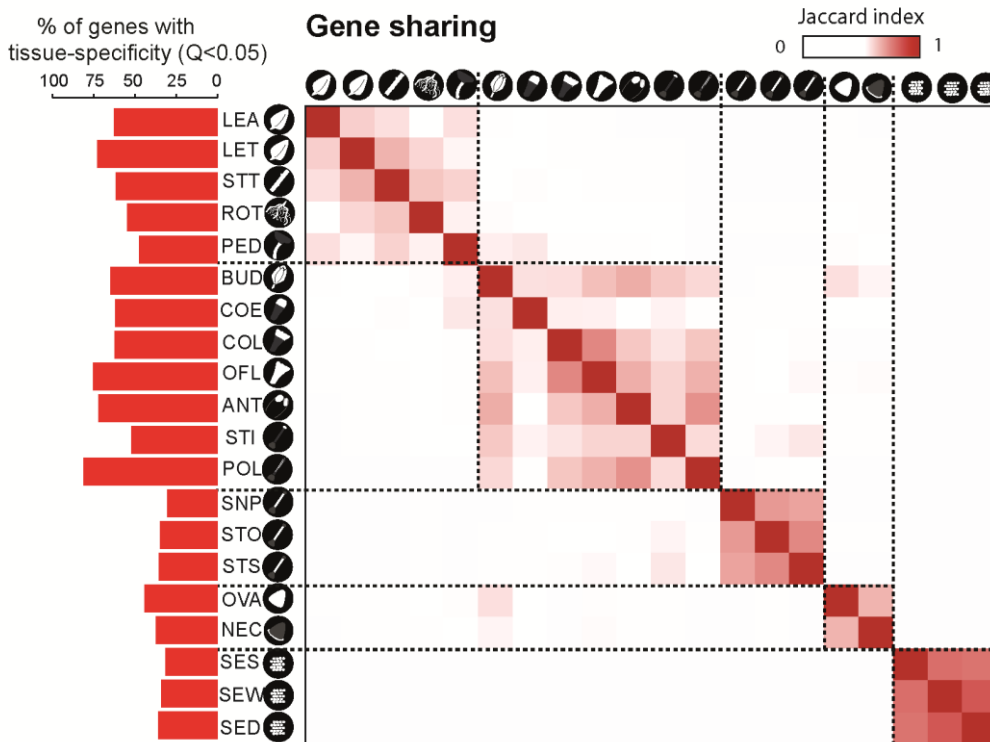 % of genes with
tissue-specificity (Q<0.05)
100 75 50 25 0
Gene sharing
Jaccard index
0 1
LEA
LET
STT
ROT
PED
BUD
COE
COL
OFL
ANT
STI
POL
SNP
STO
STS
OVA
NEC
SES
SEW
SED